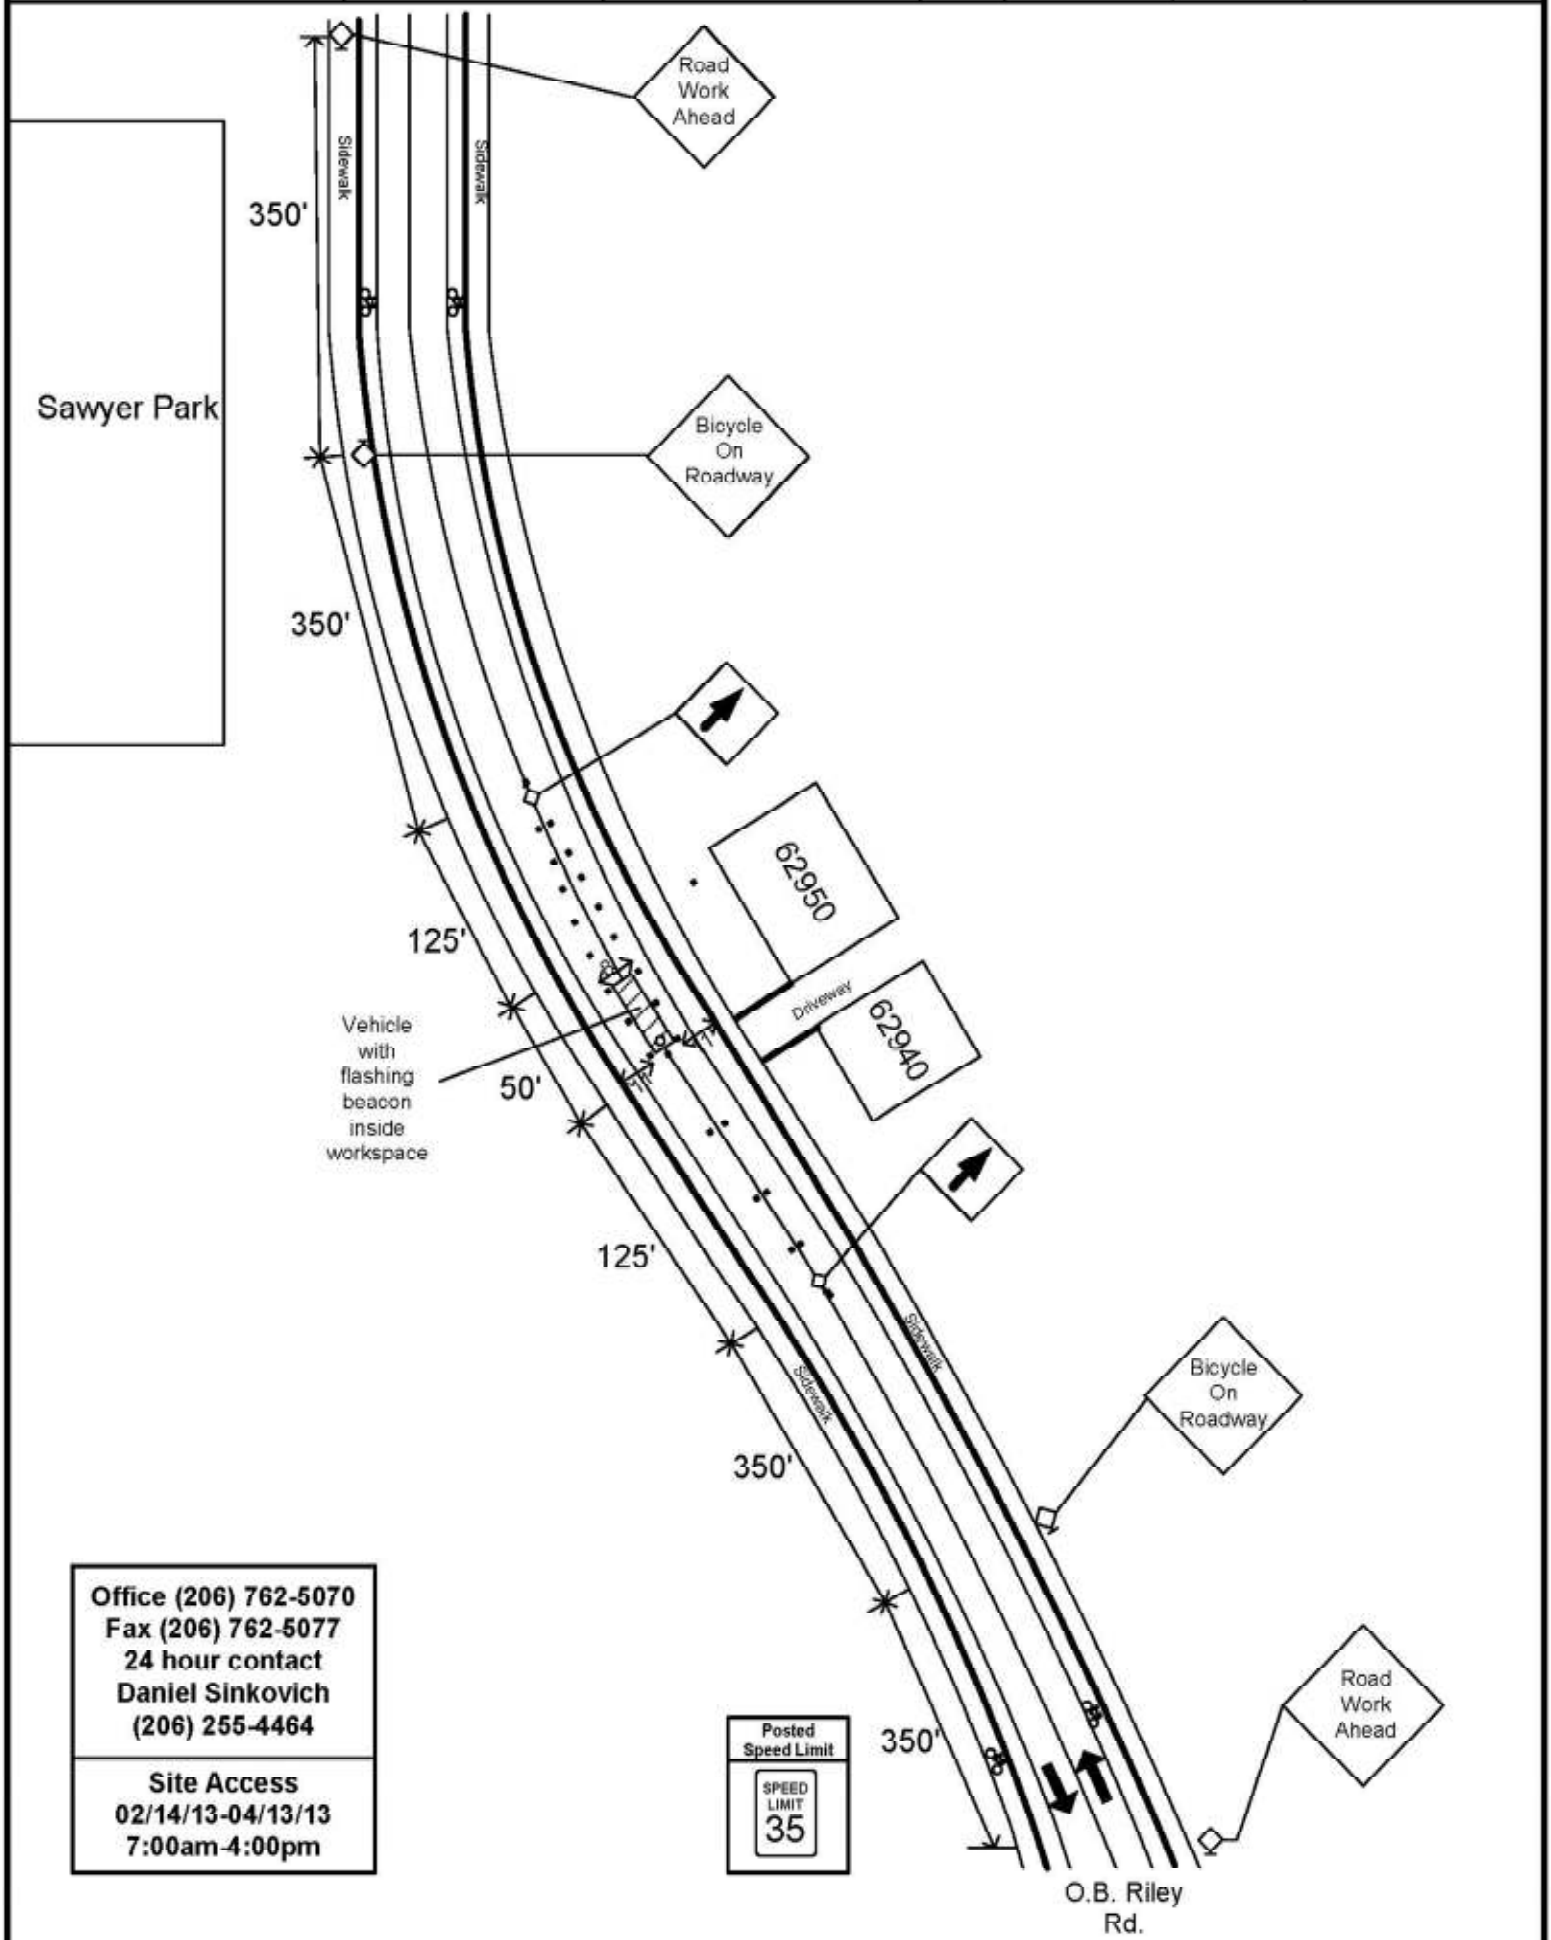 Road
Work
Ahead
Sidewalk
Sidewalk
350'
Sawyer Park
Bicycle
On
Roadway
350'
62950
125'
Driveway
62940
Vehicle
with
flashing
beacon
inside
workspace
50'
125'
Sidewalk
Sidewalk
Bicycle
On
Roadway
350'
Office (206) 762-5070
Fax (206) 762-5077
24 hour contact
Daniel Sinkovich
(206) 255-4464
Site Access
02/14/13-04/13/13
7:00am-4:00pm
Posted
Speed Limit
SPEED
LIMIT
35
350'
Road
Work
Ahead
O.B. Riley
Rd.